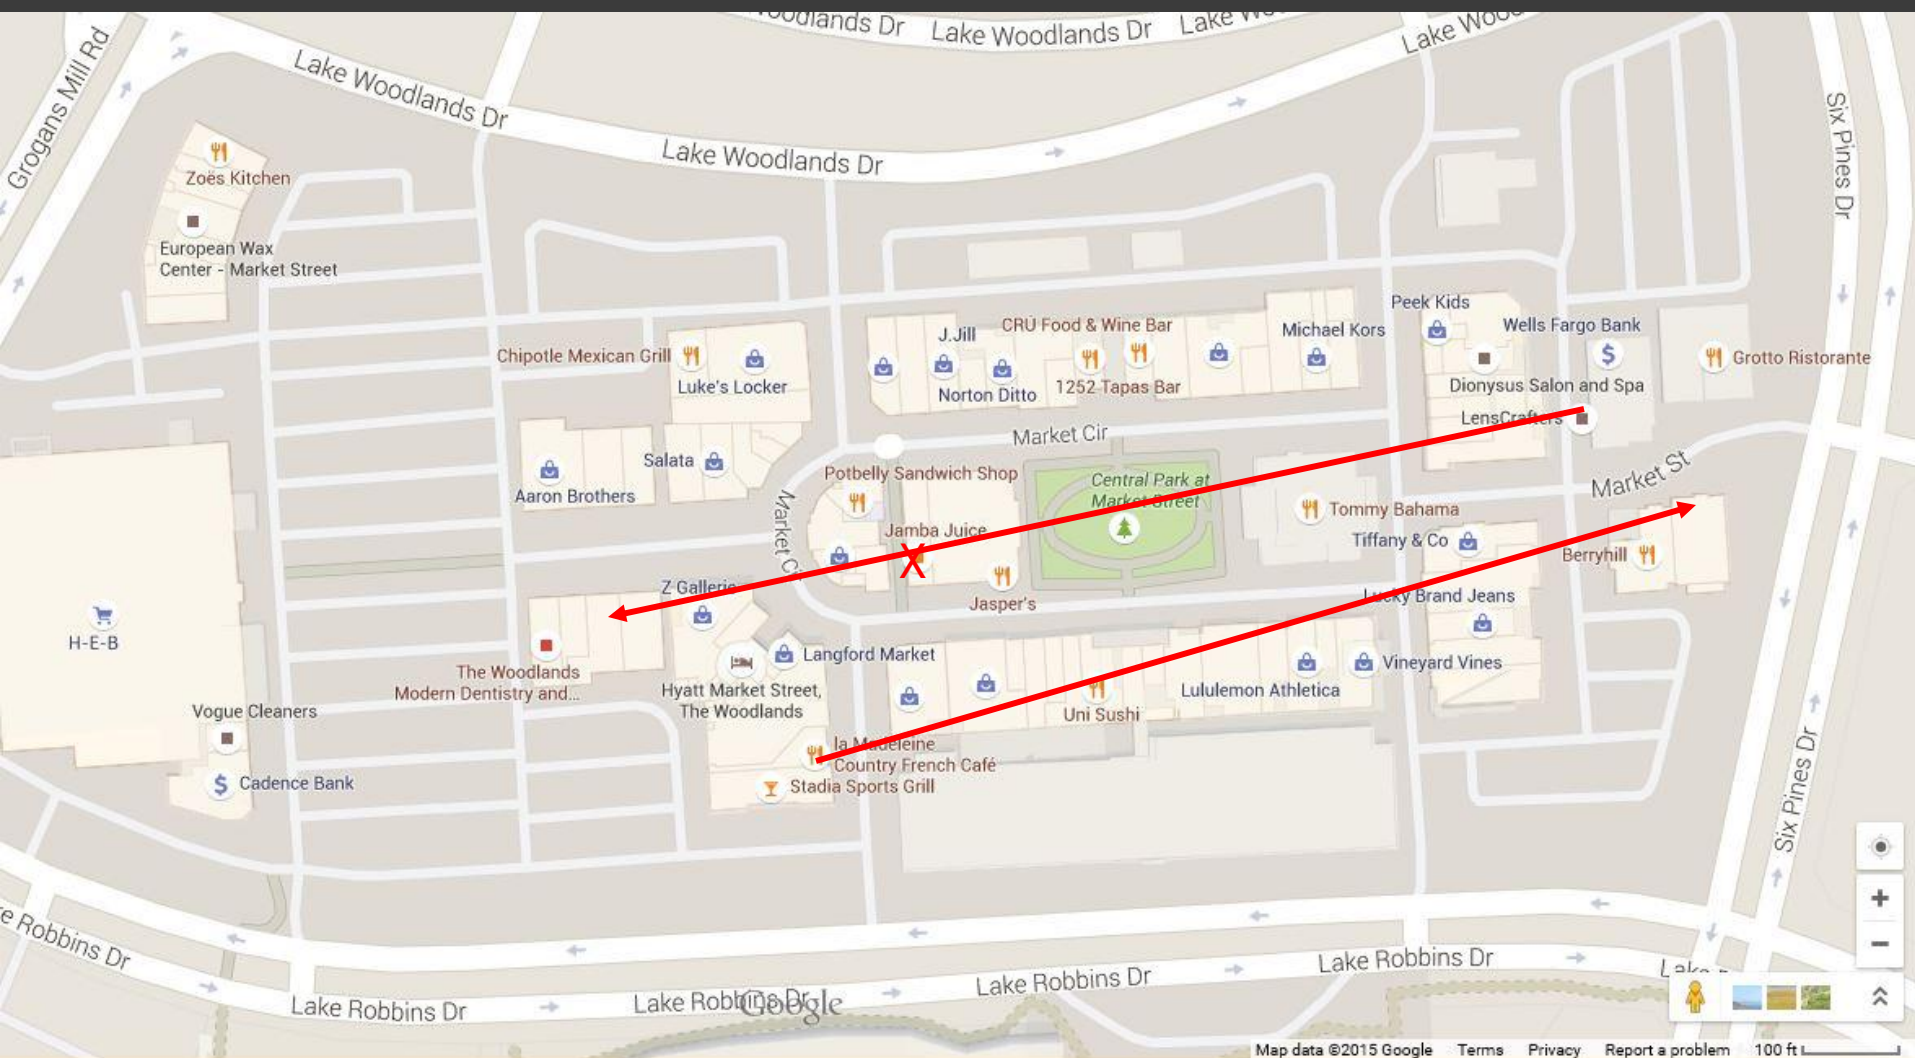 Woodlands Dr
Lake Woodlands Dr
Lake
Lake
Grogans Mill Rd
Lake Woodlands Dr
Lake Woodlands Dr
Six Pines Dr
Zoës Kitchen
European Wax
Center - Market Street
Peek Kids
CRÚ Food & Wine Bar
Michael Kors
Wells Fargo Bank
J.Jill
Chipotle Mexican Grill
Grotto Ristorante
Luke's Locker
Norton Ditto
1252 Tapas Bar
Dionysus Salon and Spa
LensCrafters
Market Cir
Salata
Potbelly Sandwich Shop
Central Park at
Market Street
Market St
Aaron Brothers
Tommy Bahama
Market Cir
Jamba Juice
Tiffany & Co
Berryhill
X
Z Gallerie
Jasper's
Lucky Brand Jeans
H-E-B
Langford Market
Vineyard Vines
The Woodlands
Modern Dentistry and...
Hyatt Market Street,
The Woodlands
Lululemon Athletica
Vogue Cleaners
Uni Sushi
la Madeleine
Country French Café
Cadence Bank
$
$
Stadia Sports Grill
Six Pines Dr
+
−
e Robbins Dr
Lake Robbins Dr
Lake Robbins Dr
Lake Robbins Dr
Lake Robbins Dr
Google
Map data ©2015 Google Terms Privacy Report a problem 100 ft